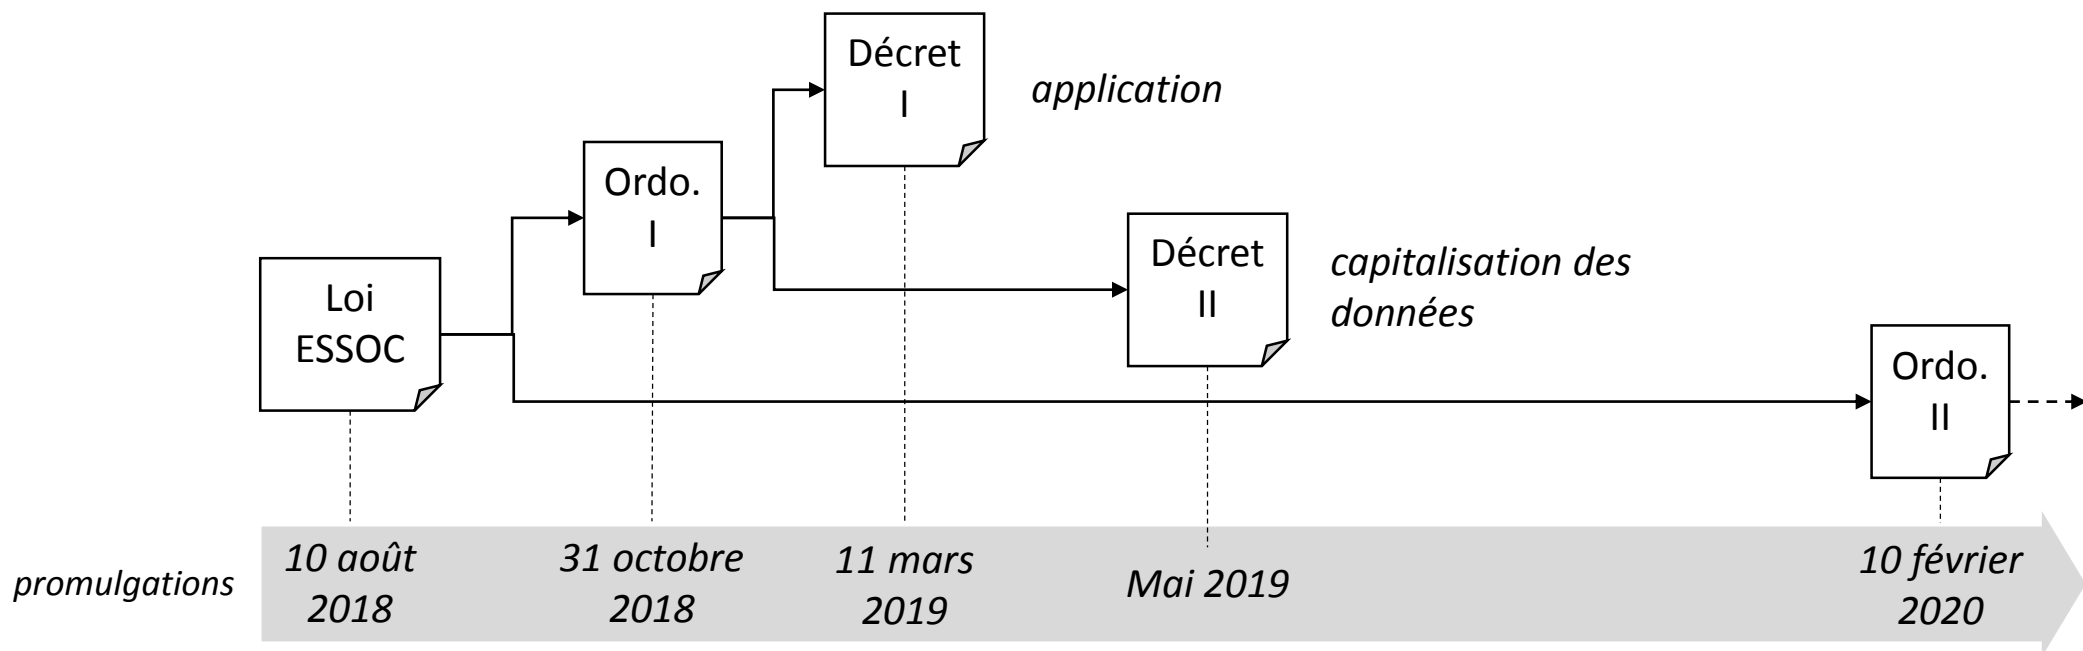 Décret
I
application
Ordo.
I
Décret
II
capitalisation des
données
Loi
ESSOC
Ordo.
II
promulgations
10 août
2018
31 octobre
2018
11 mars
2019
Mai 2019
10 février
2020